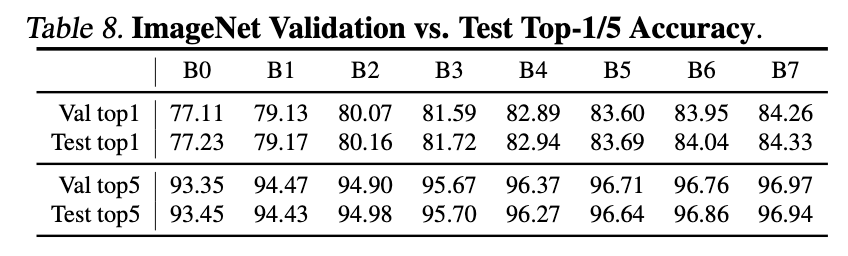 Table 8. ImageNet Validation vs. Test Top-1/5 Accuracy.
B0 B1 B2 B3 B4 B5 B6 B7
Val top1 77.11 79.13 80.07 81.59 82.89 83.60 83.95 84.26
Test top1 77.23 79.17 80.16 81.72 82.94 83.69 84.04 84.33
Val top5 93.35 94.47 94.90 95.67 96.37 96.71 96.76 96.97
Test top5 93.45 94.43 94.98 95.70 96.27 96.64 96.86 96.94